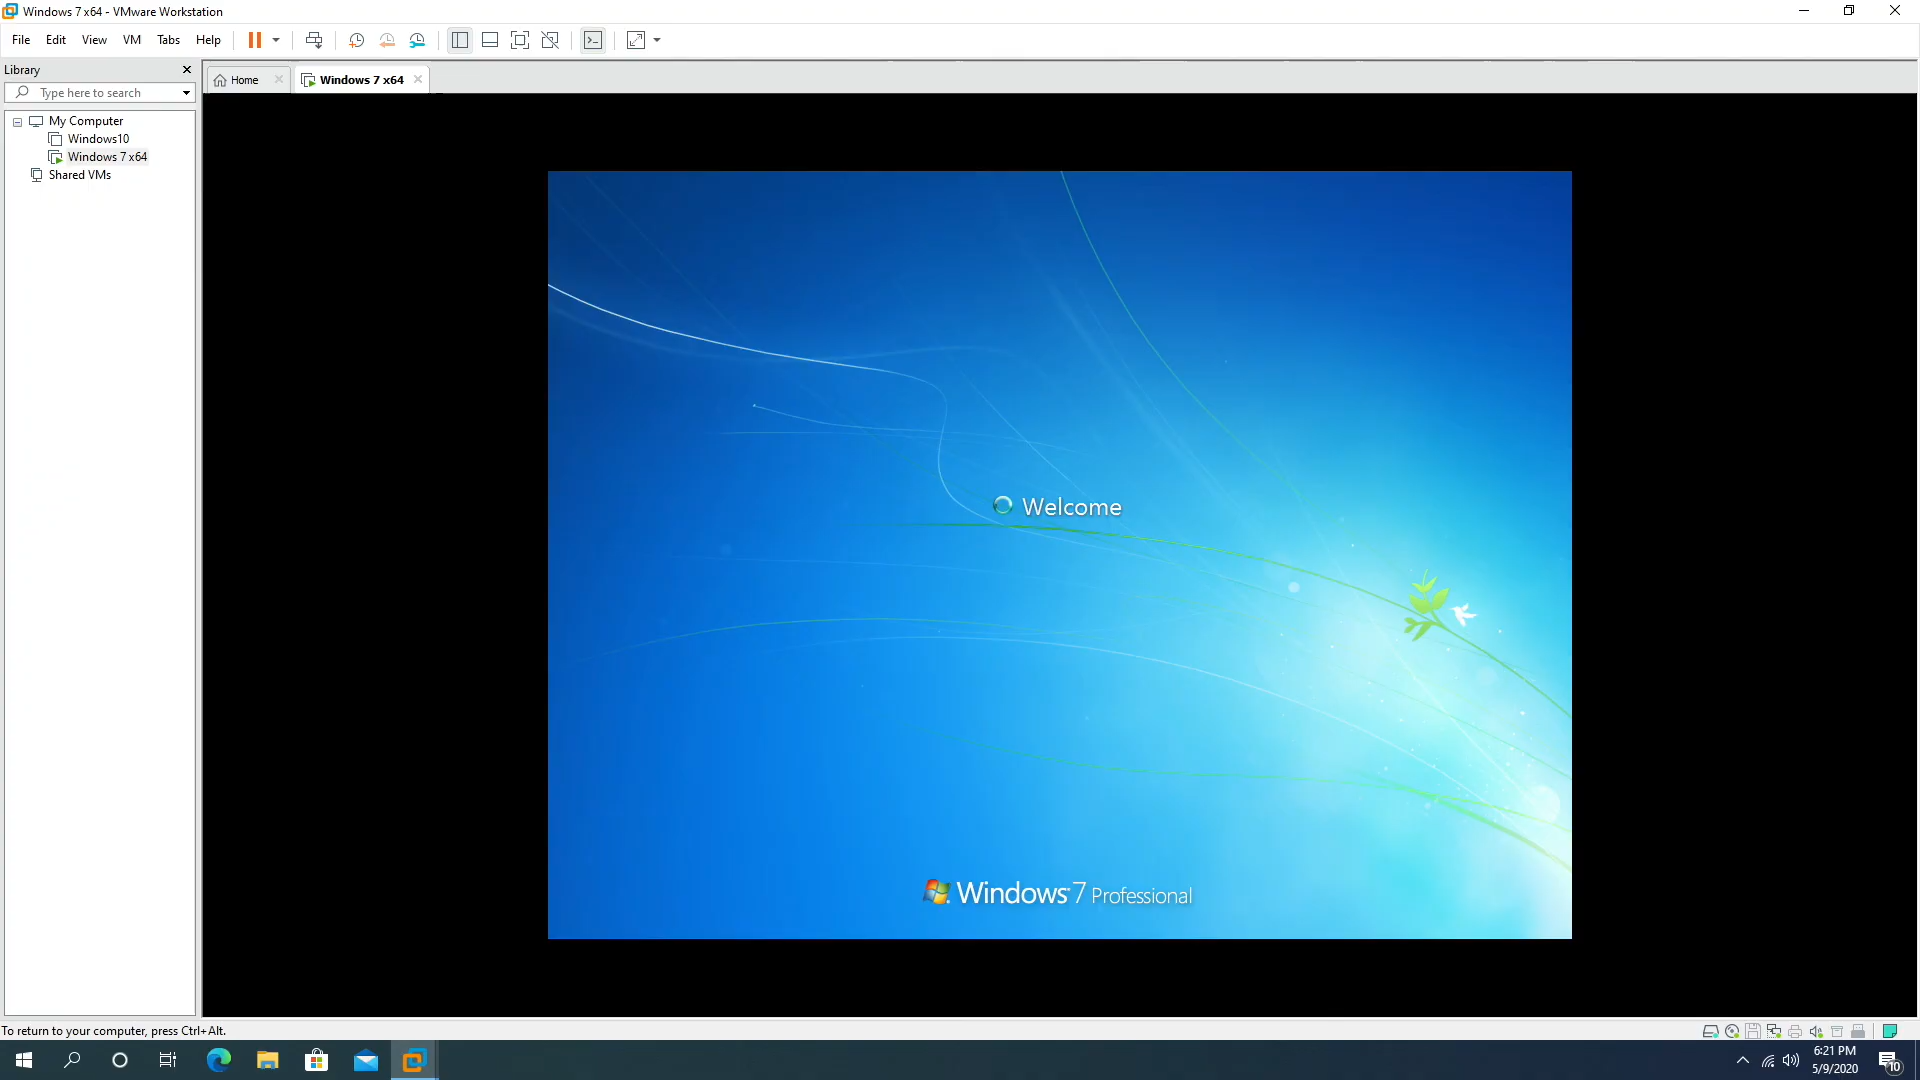 Windows 7 x64 - VMware Workstation
File Edit View VM Tabs Help
Library
Type here to search
Home
Windows 7 x64
My Computer
Windows10
Windows 7 x64
Shared VMs
Welcome
Windows 7 Professional
To return to your computer, press Ctrl+Alt.
6:21 PM
5/9/2020
10